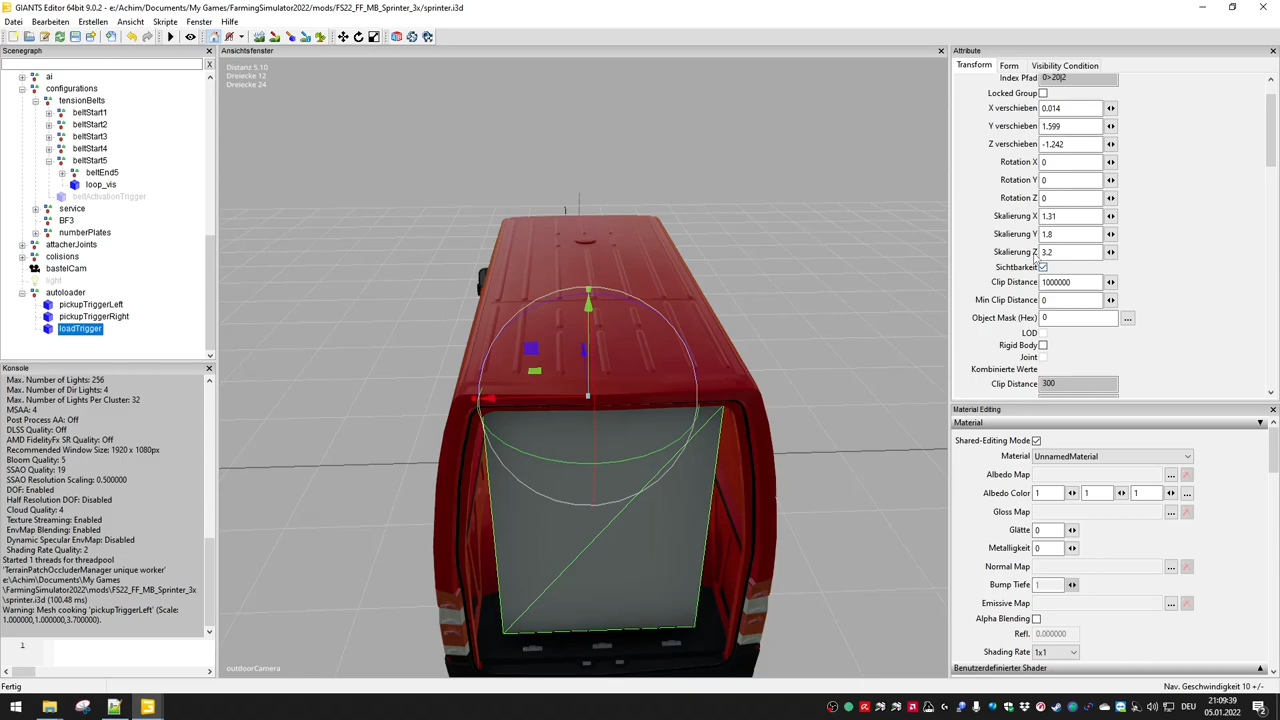 GIANTS Editor 64bit 9.0.2 - e:/Achim/Documents/My Games/FarmingSimulator2022/mods/FS22_FF_MB_Sprinter_3x/sprinter.i3d
Datei Bearbeiten Erstellen Ansicht Skripte Fenster Hilfe
Scenegraph
X
ai
configurations
tensionBelts
beltStart1
beltStart2
beltStart3
beltStart4
beltStart5
beltEnd5
loop_vis
beltActivationTrigger
service
BF3
numberPlates
attacherJoints
colisions
bastelCam
light
autoloader
pickupTriggerLeft
pickupTriggerRight
loadTrigger
Konsole
Max. Number of Lights: 256
Max. Number of Dir Lights: 4
Max. Number of Lights Per Cluster: 32
MSAA: 4
Post Process AA: Off
DLSS Quality: Off
AMD FidelityFx SR Quality: Off
Recommended Window Size: 1920 x 1080px
Bloom Quality: 5
SSAO Quality: 19
SSAO Resolution Scaling: 0.500000
DOF: Enabled
Half Resolution DOF: Disabled
Cloud Quality: 4
Texture Streaming: Enabled
EnvMap Blending: Enabled
Dynamic Specular EnvMap: Disabled
Shading Rate Quality: 2
Started 1 threads for threadpool
'TerrainPatchOccluderManager unique worker'
e:/Achim/Documents/My Games
/FarmingSimulator2022/mods/FS22_FF_MB_Sprinter_3x
/sprinter.i3d (100.48 ms)
Warning: Mesh cooking 'pickupTriggerLeft' (Scale:
1.000000,1.000000,3.700000).
1
Fertig
Ansichtsfenster
Distanz 5.10
Dreiecke 12
Dreiecke 24
outdoorCamera
Attribute
Transform Form Visibility Condition
Index Pfad 0>20|2
Locked Group
X verschieben 0.014
Y verschieben 1.599
Z verschieben -1.242
Rotation X 0
Rotation Y 0
Rotation Z 0
Skalierung X 1.31
Skalierung Y 1.8
Skalierung Z 3.2
Sichtbarkeit
Clip Distance 1000000
Min Clip Distance 0
Object Mask (Hex) 0 ...
LOD
Rigid Body
Joint
Kombinierte Werte
Clip Distance 300
Material Editing
Material
Shared-Editing Mode
Material UnnamedMaterial
Albedo Map ...
Albedo Color 1 1 1 ...
Gloss Map ...
Glätte 0
Metalligkeit 0
Normal Map ...
Bump Tiefe 1
Emissive Map ...
Alpha Blending
Refl. 0.000000
Shading Rate 1x1
Benutzerdefinierter Shader
Nav. Geschwindigkeit 10 +/-
21:09:39
05.01.2022